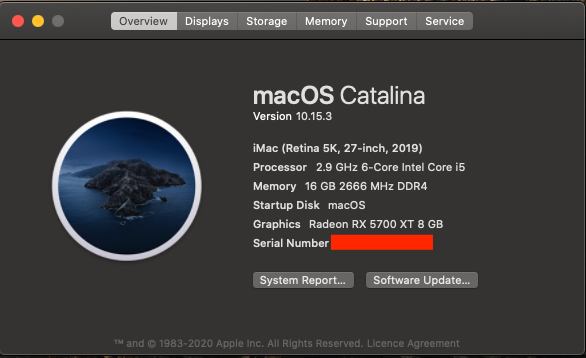 Overview Displays Storage Memory Support Service
macOS Catalina
Version 10.15.3
iMac (Retina 5K, 27-inch, 2019)
Processor 2.9 GHz 6-Core Intel Core i5
Memory 16 GB 2666 MHz DDR4
Startup Disk macOS
Graphics Radeon RX 5700 XT 8 GB
Serial Number
System Report... Software Update...
™ and © 1983-2020 Apple Inc. All Rights Reserved. Licence Agreement